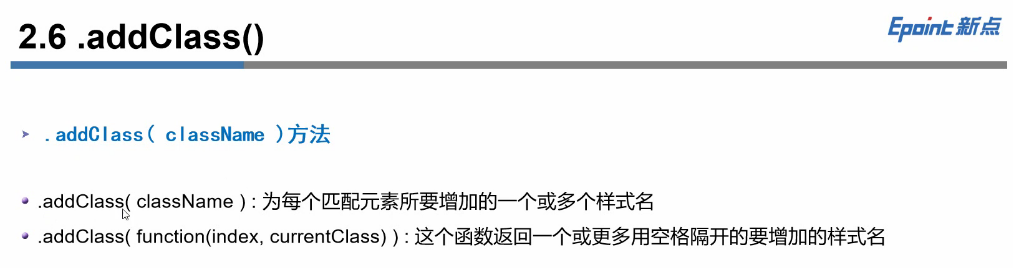 2.6 .addClass()
Epoint 新点
.addClass( className )方法
.addClass( className ) : 为每个匹配元素所要增加的一个或多个样式名
.addClass( function(index, currentClass) ) : 这个函数返回一个或更多用空格隔开的要增加的样式名